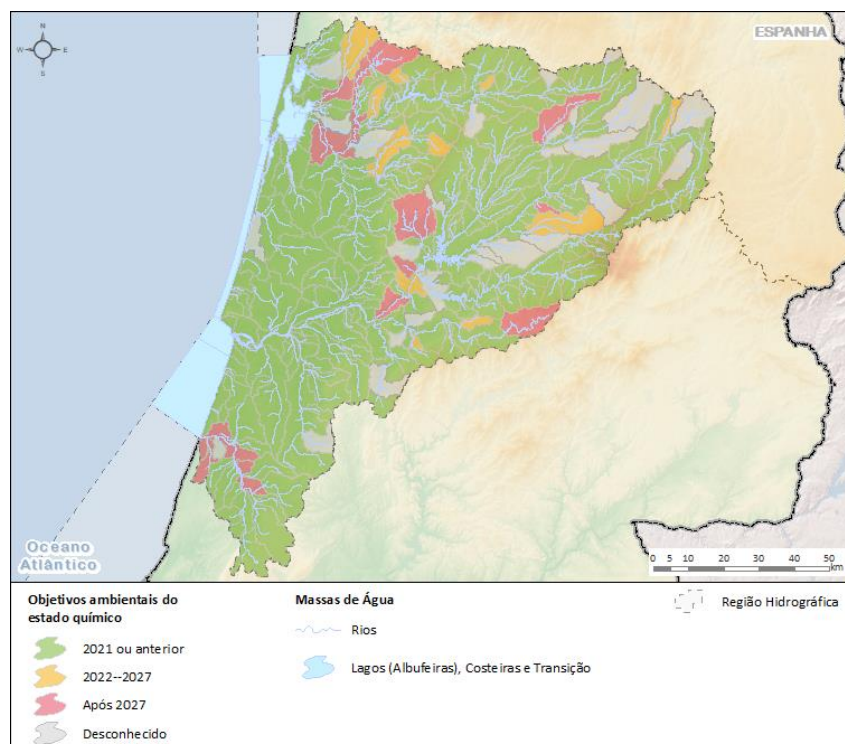 N
W E
S
ESPANHA
Oceano
Atlântico
0 5 10 20 30 40 50
km
Objetivos ambientais do
estado químico
2021 ou anterior
2022--2027
Após 2027
Desconhecido
Massas de Água
Rios
Lagos (Albufeiras), Costeiras e Transição
Região Hidrográfica